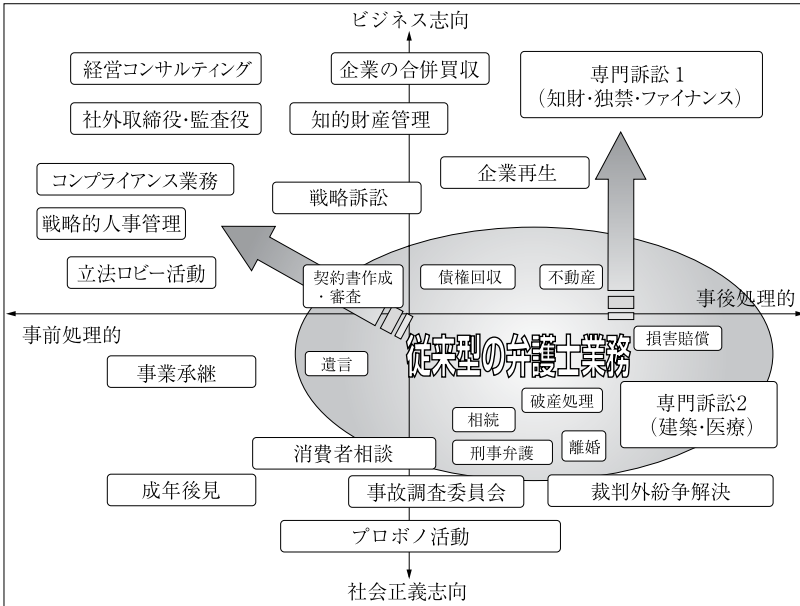 ビジネス志向
経営コンサルティング
企業の合併買収
専門訴訟1
(知財・独禁・ファイナンス)
社外取締役・監査役
知的財産管理
コンプライアンス業務
企業再生
戦略訴訟
戦略的人事管理
立法ロビー活動
契約書作成
・審査
債権回収
不動産
事後処理的
事前処理的
従来型の弁護士業務
損害賠償
遺言
事業承継
破産処理
専門訴訟2
(建築・医療)
相続
消費者相談
刑事弁護
離婚
成年後見
事故調査委員会
裁判外紛争解決
プロボノ活動
社会正義志向